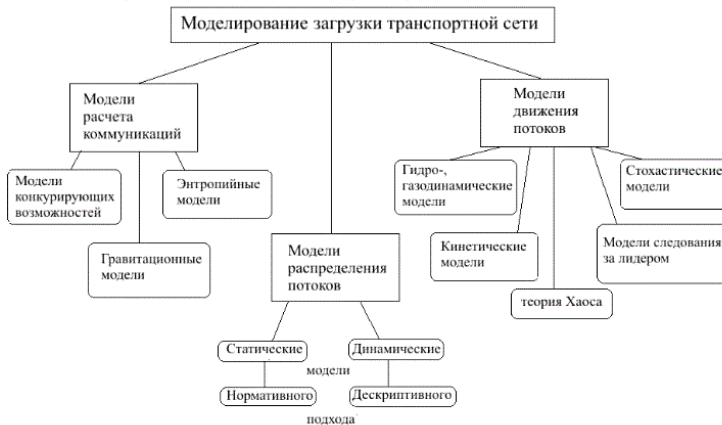 Моделирование загрузки транспортной сети
Модели
расчета
коммуникаций
Модели
движения
потоков
Модели
конкурирующих
возможностей
Энтропийные
модели
Гравитационные
модели
Модели
распределения
потоков
Гидро-,
газодинамические
модели
Стохастические
модели
Кинетические
модели
Модели следования
за лидером
теория Хаоса
Статические
Динамические
модели
Нормативного
Дескриптивного
подхода